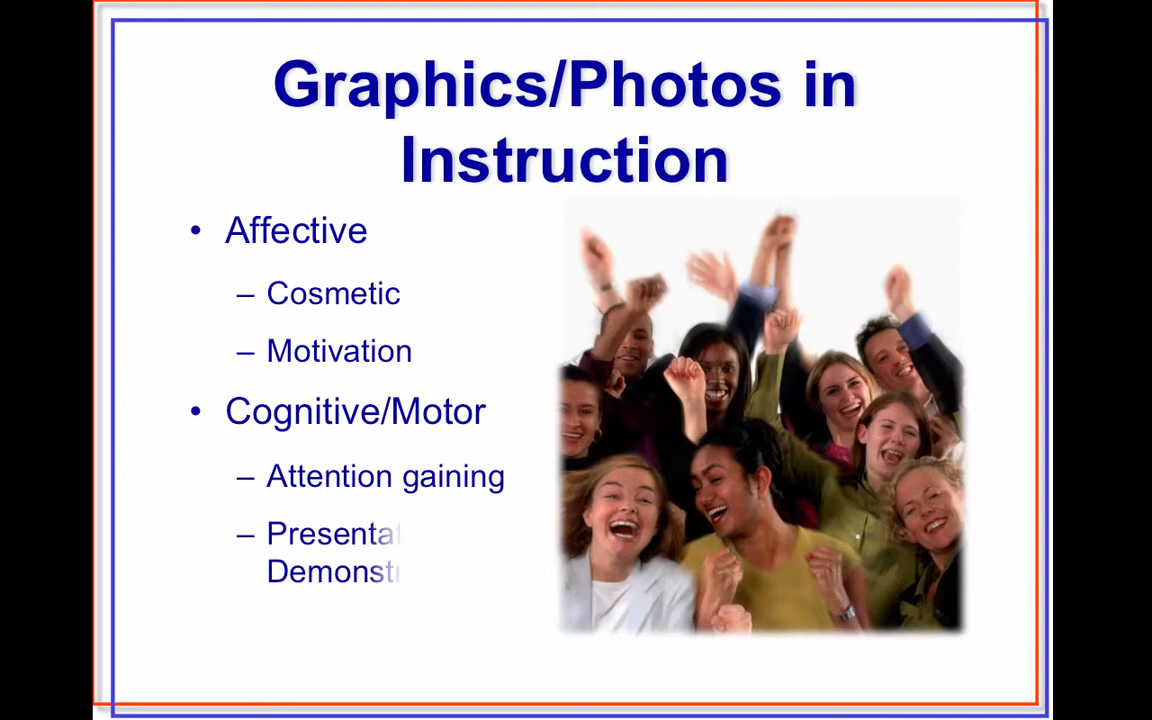 Graphics/Photos in
Instruction
• Affective
– Cosmetic
– Motivation
• Cognitive/Motor
– Attention gaining
–